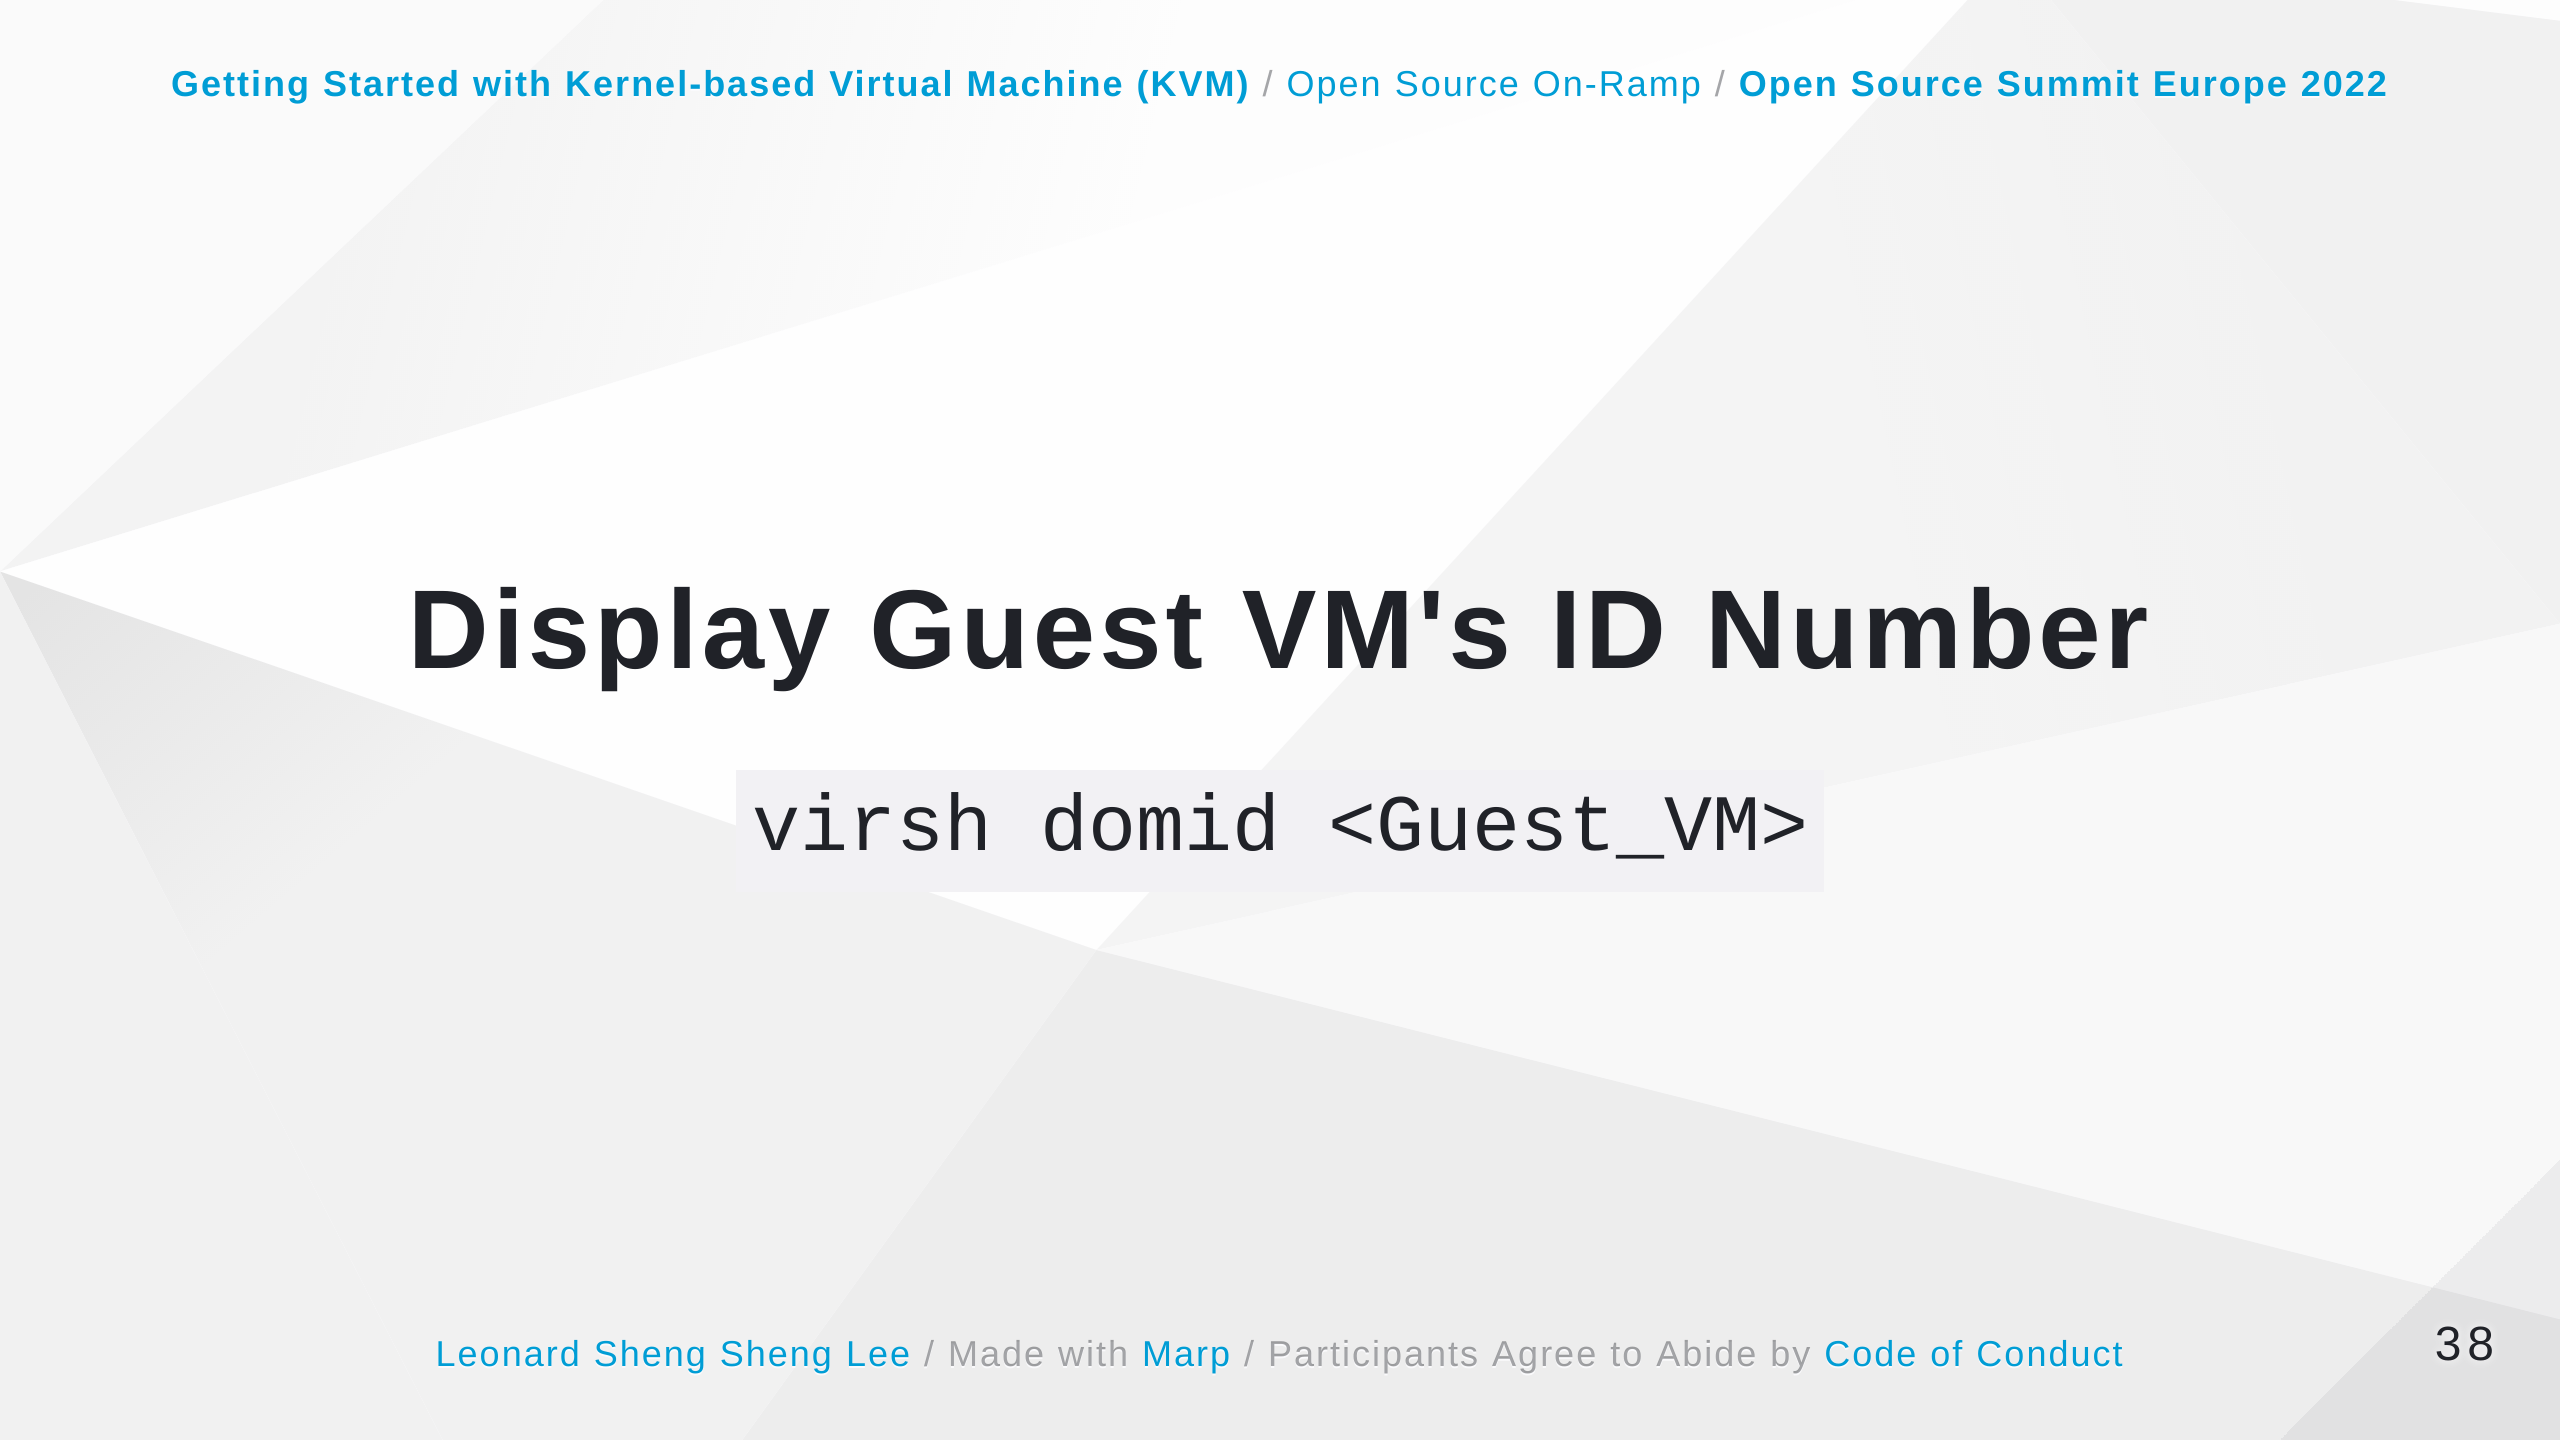 Getting Started with Kernel-based Virtual Machine (KVM) / Open Source On-Ramp / Open Source Summit Europe 2022
Display Guest VM's ID Number
virsh domid <Guest_VM>
Leonard Sheng Sheng Lee / Made with Marp / Participants Agree to Abide by Code of Conduct
38